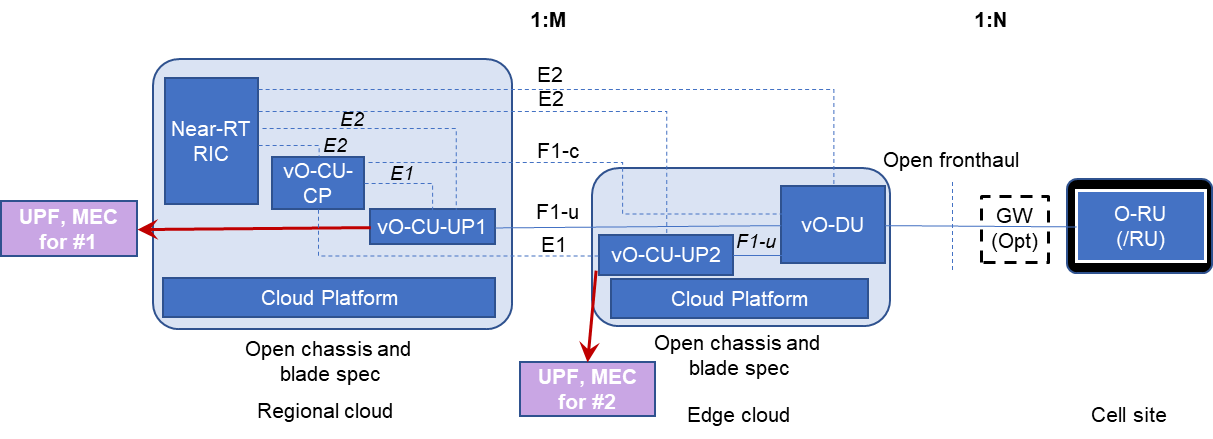 1:M
1:N
E2
E2
Near-RT
RIC
E2
E2
vO-CU-
CP
E1
F1-c
Open fronthaul
UPF, MEC
for #1
vO-CU-UP1
F1-u
E1
vO-CU-UP2
F1-u
vO-DU
GW
(Opt)
O-RU
(/RU)
Cloud Platform
Cloud Platform
Open chassis and
blade spec
Open chassis and
blade spec
UPF, MEC
for #2
Regional cloud
Edge cloud
Cell site